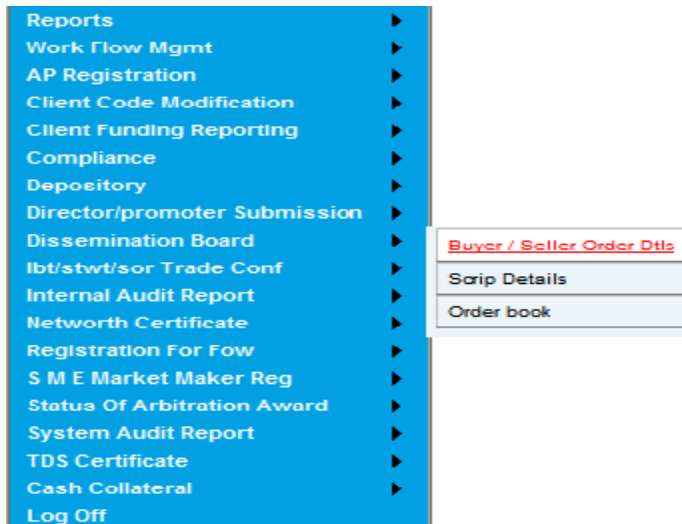 Reports
Work Flow Mgmt
AP Registration
Client Code Modification
Client Funding Reporting
Compliance
Depository
Director/promoter Submission
Dissemination Board
Ibt/stwt/sor Trade Conf
Internal Audit Report
Networth Certificate
Registration For Fow
S M E Market Maker Reg
Status Of Arbitration Award
System Audit Report
TDS Certificate
Cash Collateral
Log Off
Buyer / Seller Order Dtls
Scrip Details
Order book